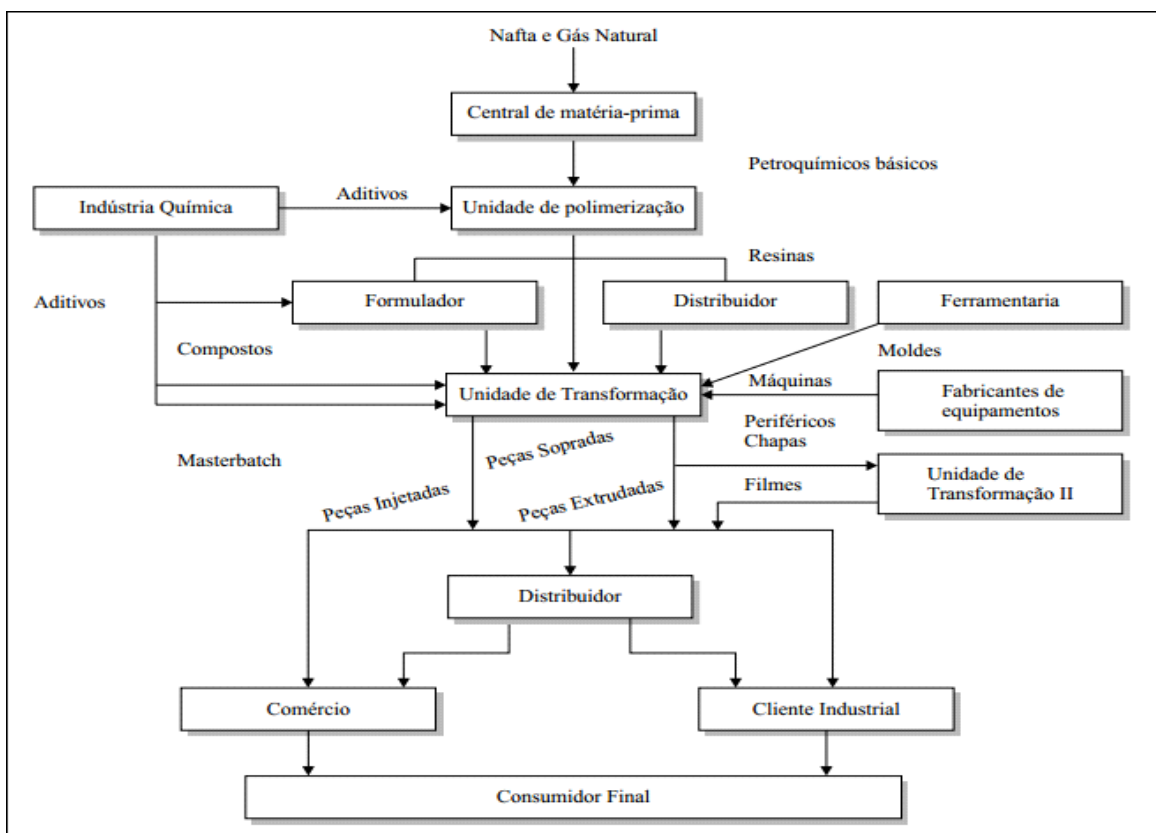 Nafta e Gás Natural
Central de matéria-prima
Petroquímicos básicos
Aditivos
Indústria Química
Unidade de polimerização
Resinas
Aditivos
Formulador
Distribuidor
Ferramentaria
Compostos
Moldes
Máquinas
Unidade de Transformação
Fabricantes de
equipamentos
Periféricos
Chapas
Peças Sopradas
Masterbatch
Unidade de
Transformação II
Filmes
Peças Injetadas
Peças Extrudadas
Distribuidor
Comércio
Cliente Industrial
Consumidor Final